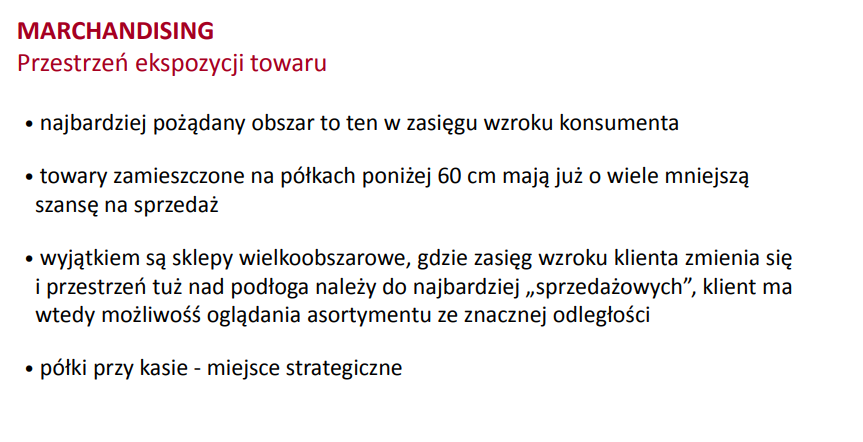 MARCHANDISING
Przestrzeń ekspozycji towaru
• najbardziej pożądany obszar to ten w zasięgu wzroku konsumenta
• towary zamieszczone na półkach poniżej 60 cm mają już o wiele mniejszą
szansę na sprzedaż
• wyjątkiem są sklepy wielkoobszarowe, gdzie zasięg wzroku klienta zmienia się
i przestrzeń tuż nad podłoga należy do najbardziej „sprzedażowych”, klient ma
wtedy możliwośść oglądania asortymentu ze znacznej odległości
• półki przy kasie - miejsce strategiczne